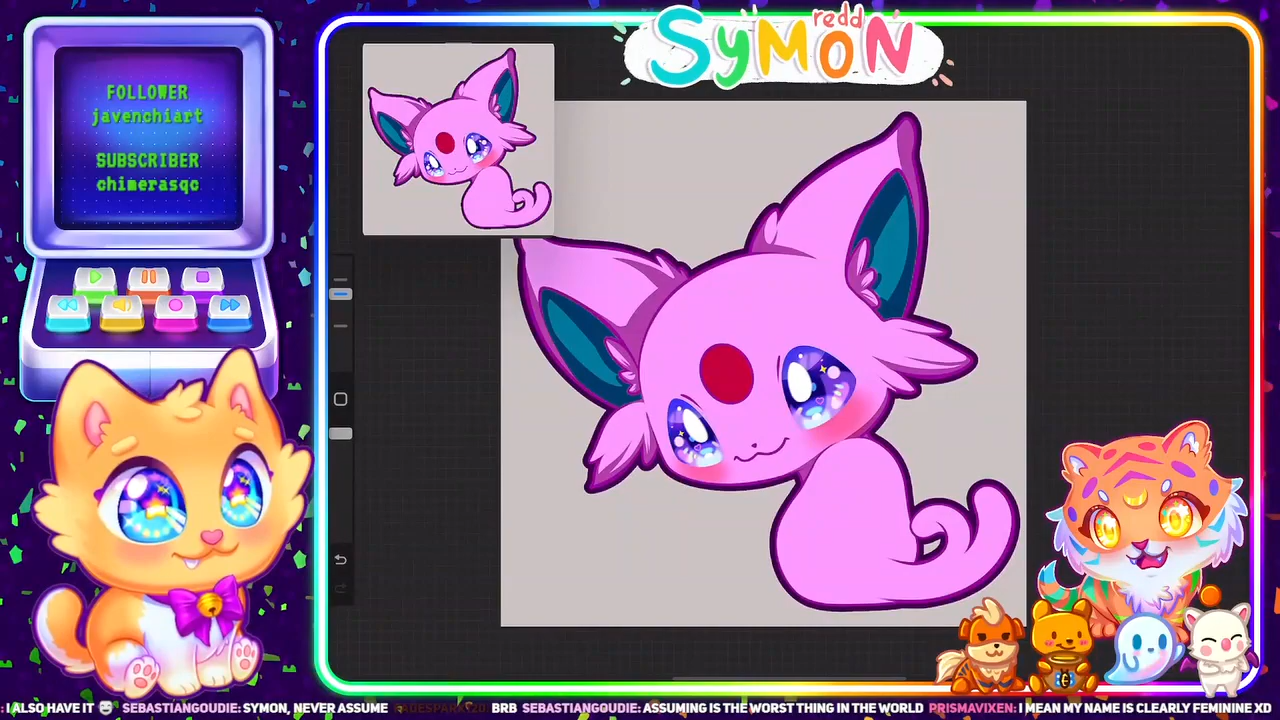 redd
SyMoN
FOLLOWER
javenchiart
SUBSCRIBER
chimerasqc
: I ALSO HAVE IT SEBASTIANGOUDIE: SYMON, NEVER ASSUME BRB SEBASTIANGOUDIE: ASSUMING IS THE WORST THING IN THE WORLD PRISMAVIXEN: I MEAN MY NAME IS CLEARLY FEMININE XD